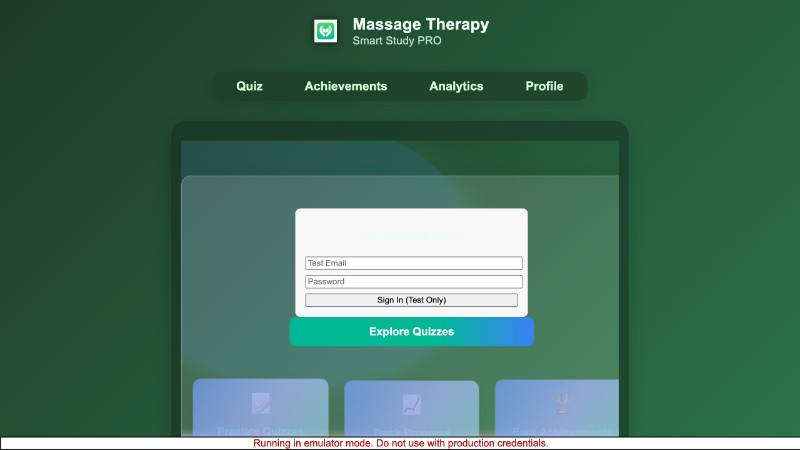 Massage Therapy
Smart Study PRO
Quiz Achievements Analytics Profile
Test Email
Password
Sign In (Test Only)
Explore Quizzes
Practice Quizzes Track Progress Earn Achievements
Running in emulator mode. Do not use with production credentials.